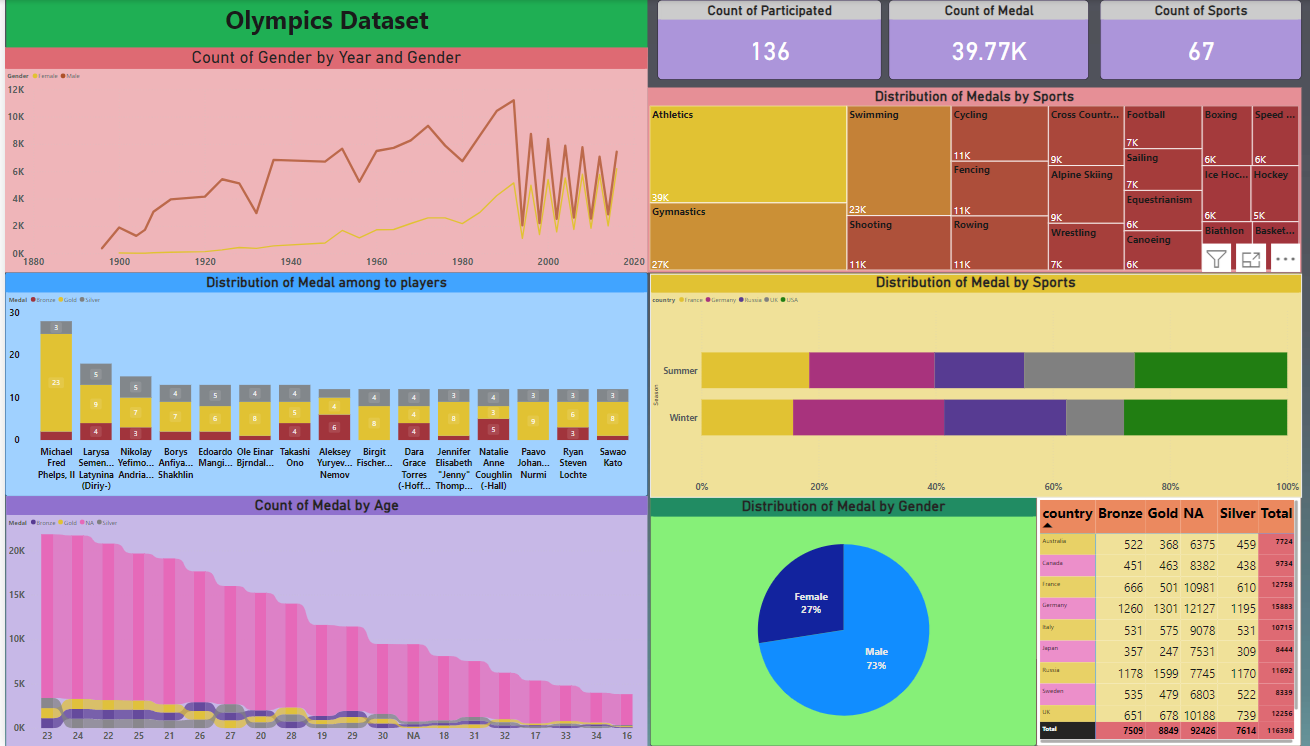 Olympics Dataset
Count of Participated
136
Count of Medal
39.77K
Count of Sports
67
Count of Gender by Year and Gender
Gender Female Male
12K
10K
8K
6K
4K
2K
0K
1880 1900 1920 1940 1960 1980 2000 2020
Distribution of Medals by Sports
Athletics
39K
Gymnastics
27K
Swimming
23K
Shooting
11K
Cycling
11K
Fencing
11K
Rowing
11K
Cross Countr...
9K
Alpine Skiing
9K
Wrestling
7K
Football
7K
Sailing
7K
Equestrianism
6K
Canoeing
6K
Boxing
6K
Speed ...
6K
Ice Hoc...
6K
Hockey
5K
Biathlon
Basket...
Distribution of Medal among to players
Medal Bronze Gold Silver
30
20
10
0
3
23
5
9
4
5
7
3
4
7
5
6
4
8
4
5
4
4
6
4
8
4
4
4
3
8
4
3
5
9
3
6
3
3
8
Michael
Fred
Phelps, II
Larysa
Semen...
Latynina
(Diriy-)
Nikolay
Yefimo...
Andria...
Borys
Anfiya...
Shakhlin
Edoardo
Mangi...
Ole Einar
Bjrndal...
Takashi
Ono
Aleksey
Yuryev...
Nemov
Birgit
Fischer...
Dara
Grace
Torres
(-Hoff...
Jennifer
Elisabeth
"Jenny"
Thomp...
Natalie
Anne
Coughlin
(-Hall)
Paavo
Johan...
Nurmi
Ryan
Steven
Lochte
Sawao
Kato
Distribution of Medal by Sports
country France Germany Russia UK USA
Season
Summer
Winter
0% 20% 40% 60% 80% 100%
Count of Medal by Age
Medal Bronze Gold NA Silver
20K
15K
10K
5K
0K
23 24 22 25 21 26 27 20 28 19 29 30 NA 18 31 32 17 33 34 16
Distribution of Medal by Gender
Female
27%
Male
73%
country Bronze Gold NA Silver Total
Australia 522 368 6375 459 7724
Canada 451 463 8382 438 9734
France 666 501 10981 610 12758
Germany 1260 1301 12127 1195 15883
Italy 531 575 9078 531 10715
Japan 357 247 7531 309 8444
Russia 1178 1599 7745 1170 11692
Sweden 535 479 6803 522 8339
UK 651 678 10188 739 12256
Total 7509 8849 92426 7614 116398